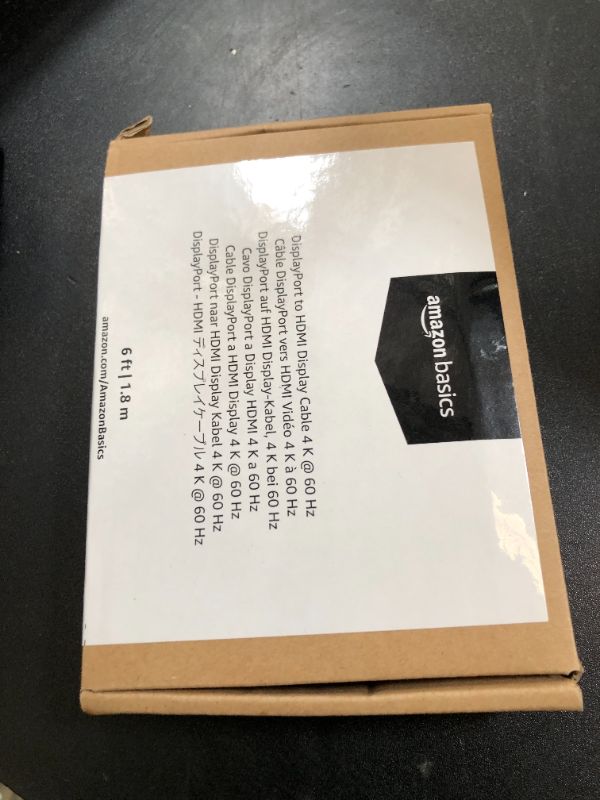 amazon basics
DisplayPort to HDMI Display Cable 4 K @ 60 Hz
Câble DisplayPort vers HDMI Vidéo 4 K à 60 Hz
DisplayPort auf HDMI Display-Kabel, 4 K bei 60 Hz
Cavo DisplayPort a Display HDMI 4 K a 60 Hz
Cable DisplayPort a HDMI Display 4 K @ 60 Hz
DisplayPort naar HDMI Display Kabel 4 K @ 60 Hz
DisplayPort - HDMI ディスプレイケーブル 4 K @ 60 Hz
6 ft | 1.8 m
amazon.com/AmazonBasics